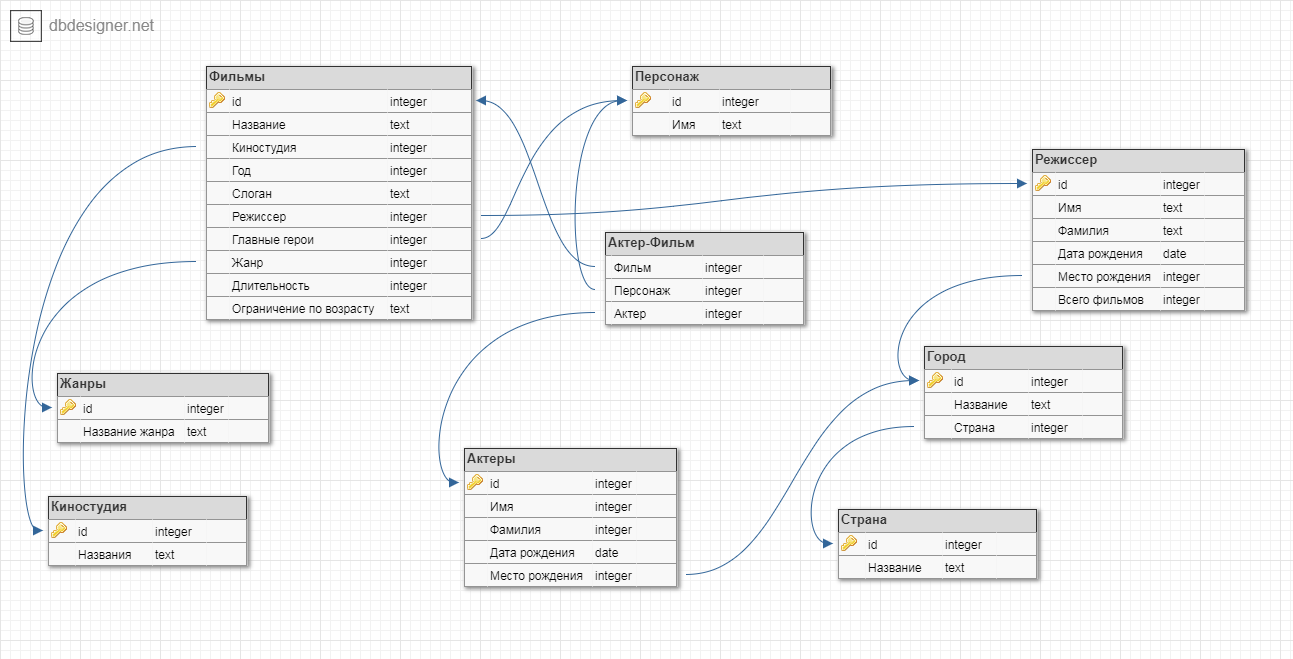 dbdesigner.net
Фильмы
id integer
Название text
Киностудия integer
Год integer
Слоган text
Режиссер integer
Главные герои integer
Жанр integer
Длительность integer
Ограничение по возрасту text
Персонаж
id integer
Имя text
Режиссер
id integer
Имя text
Фамилия text
Дата рождения date
Место рождения integer
Всего фильмов integer
Актер-Фильм
Фильм integer
Персонаж integer
Актер integer
Город
id integer
Название text
Страна integer
Жанры
id integer
Название жанра text
Актеры
id integer
Имя integer
Фамилия integer
Дата рождения date
Место рождения integer
Киностудия
id integer
Названия text
Страна
id integer
Название text